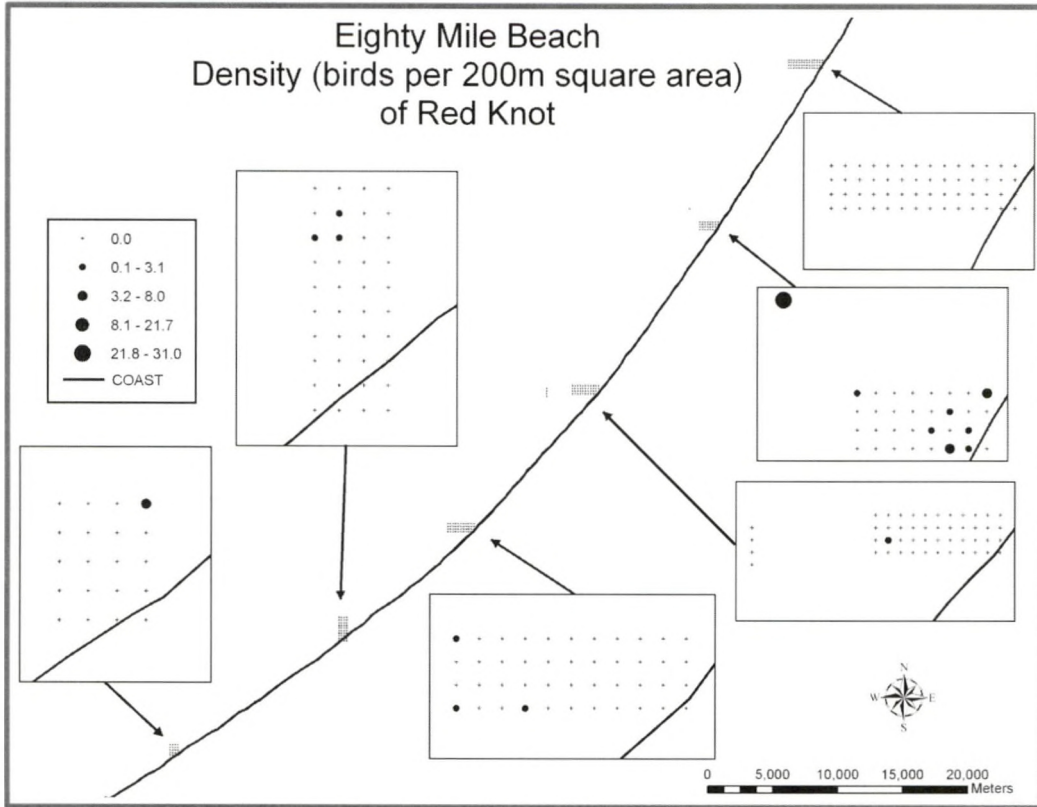 Eighty Mile Beach
Density (birds per 200m square area)
of Red Knot
0.0
0.1 - 3.1
3.2 - 8.0
8.1 - 21.7
21.8 - 31.0
COAST
N
W E
S
0 5,000 10,000 15,000 20,000
Meters